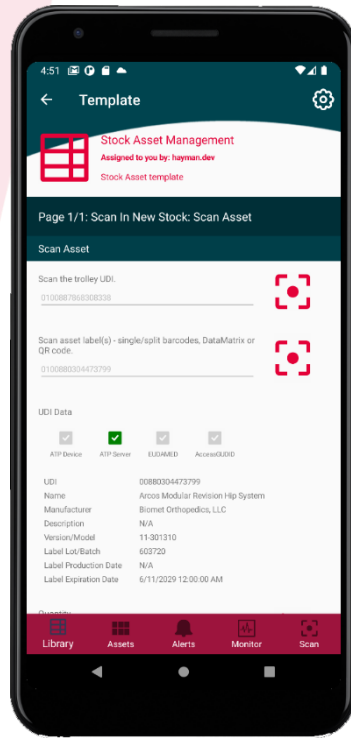 4:51
Template
Stock Asset Management
Assigned to you by: hayman.dev
Stock Asset template
Page 1/1: Scan In New Stock: Scan Asset
Scan Asset
Scan the trolley UDI.
0100887868308338
Scan asset label(s) - single/split barcodes, DataMatrix or
QR code.
0100880304473799
UDI Data
ATP Device ATP Server EUDAMED AccessGUDID
UDI 00880304473799
Name Arcos Modular Revision Hip System
Manufacturer Biomet Orthopedics, LLC
Description N/A
Version/Model 11-301310
Label Lot/Batch 603720
Label Production Date N/A
Label Expiration Date 6/11/2029 12:00:00 AM
Quantity
Library Assets Alerts Monitor Scan